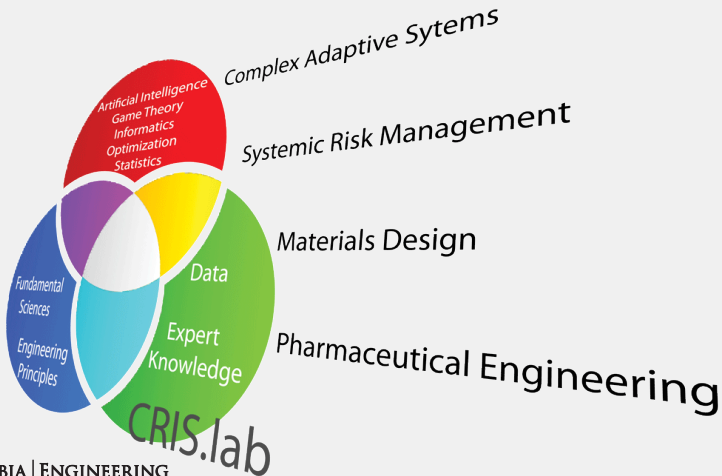 Complex Adaptive Sytems
Artificial Intelligence
Game Theory
Informatics
Optimization
Statistics
Systemic Risk Management
Materials Design
Data
Expert
Knowledge
Fundamental
Sciences
Engineering
Principles
Pharmaceutical Engineering
CRIS.lab
ENGINEERING